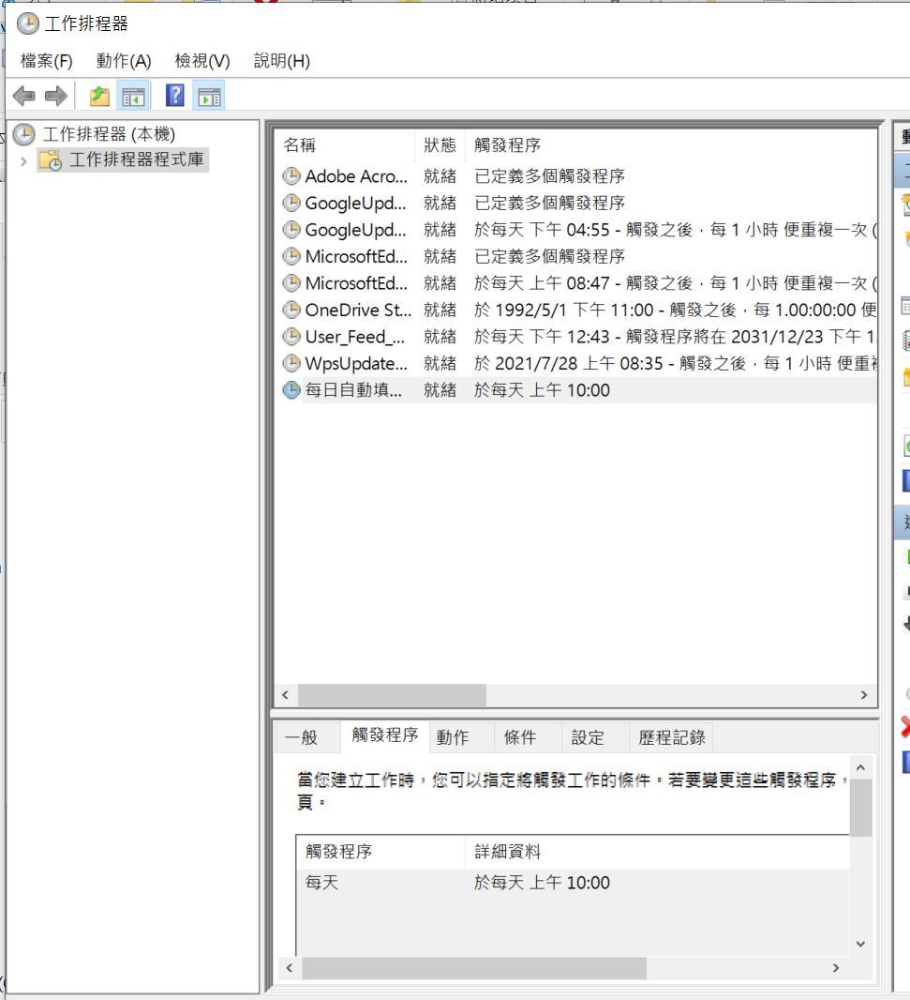 工作排程器
檔案(F) 動作(A) 檢視(V) 說明(H)
工作排程器 (本機)
工作排程器程式庫
名稱 狀態 觸發程序
Adobe Acro... 就緒 已定義多個觸發程序
GoogleUpd... 就緒 已定義多個觸發程序
GoogleUpd... 就緒 於每天 下午 04:55 - 觸發之後，每 1 小時 便重複一次 (
MicrosoftEd... 就緒 已定義多個觸發程序
MicrosoftEd... 就緒 於每天 上午 08:47 - 觸發之後，每 1 小時 便重複一次 (
OneDrive St... 就緒 於 1992/5/1 下午 11:00 - 觸發之後，每 1.00:00:00 便
User_Feed_... 就緒 於每天 下午 12:43 - 觸發程序將在 2031/12/23 下午 1
WpsUpdate... 就緒 於 2021/7/28 上午 08:35 - 觸發之後，每 1 小時 便重複
每日自動填... 就緒 於每天 上午 10:00
一般 觸發程序 動作 條件 設定 歷程記錄
當您建立工作時，您可以指定將觸發工作的條件。若要變更這些觸發程序，
頁。
觸發程序 詳細資料
每天 於每天 上午 10:00